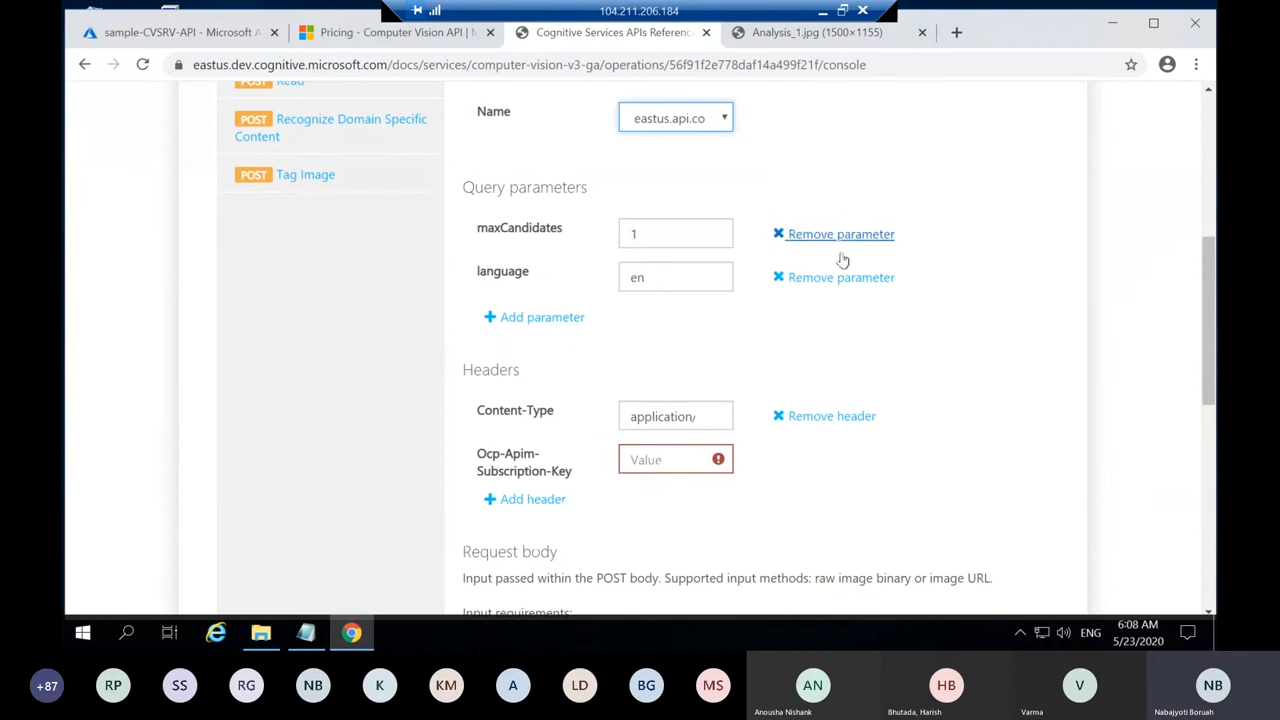 104.211.206.184
sample-CVSRV-API - Microsoft A
Pricing - Computer Vision API | M
Cognitive Services APIs Referenc
Analysis_1.jpg (1500×1155)
eastus.dev.cognitive.microsoft.com/docs/services/computer-vision-v3-ga/operations/56f91f2e778daf14a499f21f/console
POST Read
POST Recognize Domain Specific
Content
POST Tag Image
Name
eastus.api.co
Query parameters
maxCandidates
1
Remove parameter
language
en
Remove parameter
Add parameter
Headers
Content-Type
application/
Remove header
Ocp-Apim-
Subscription-Key
Value
Add header
Request body
Input passed within the POST body. Supported input methods: raw image binary or image URL.
Input requirements:
ENG
6:08 AM
5/23/2020
+87
RP
SS
RG
NB
K
KM
A
LD
BG
MS
AN
Anousha Nishank
HB
Bhutada, Harish
V
Varma
NB
Nabajyoti Boruah